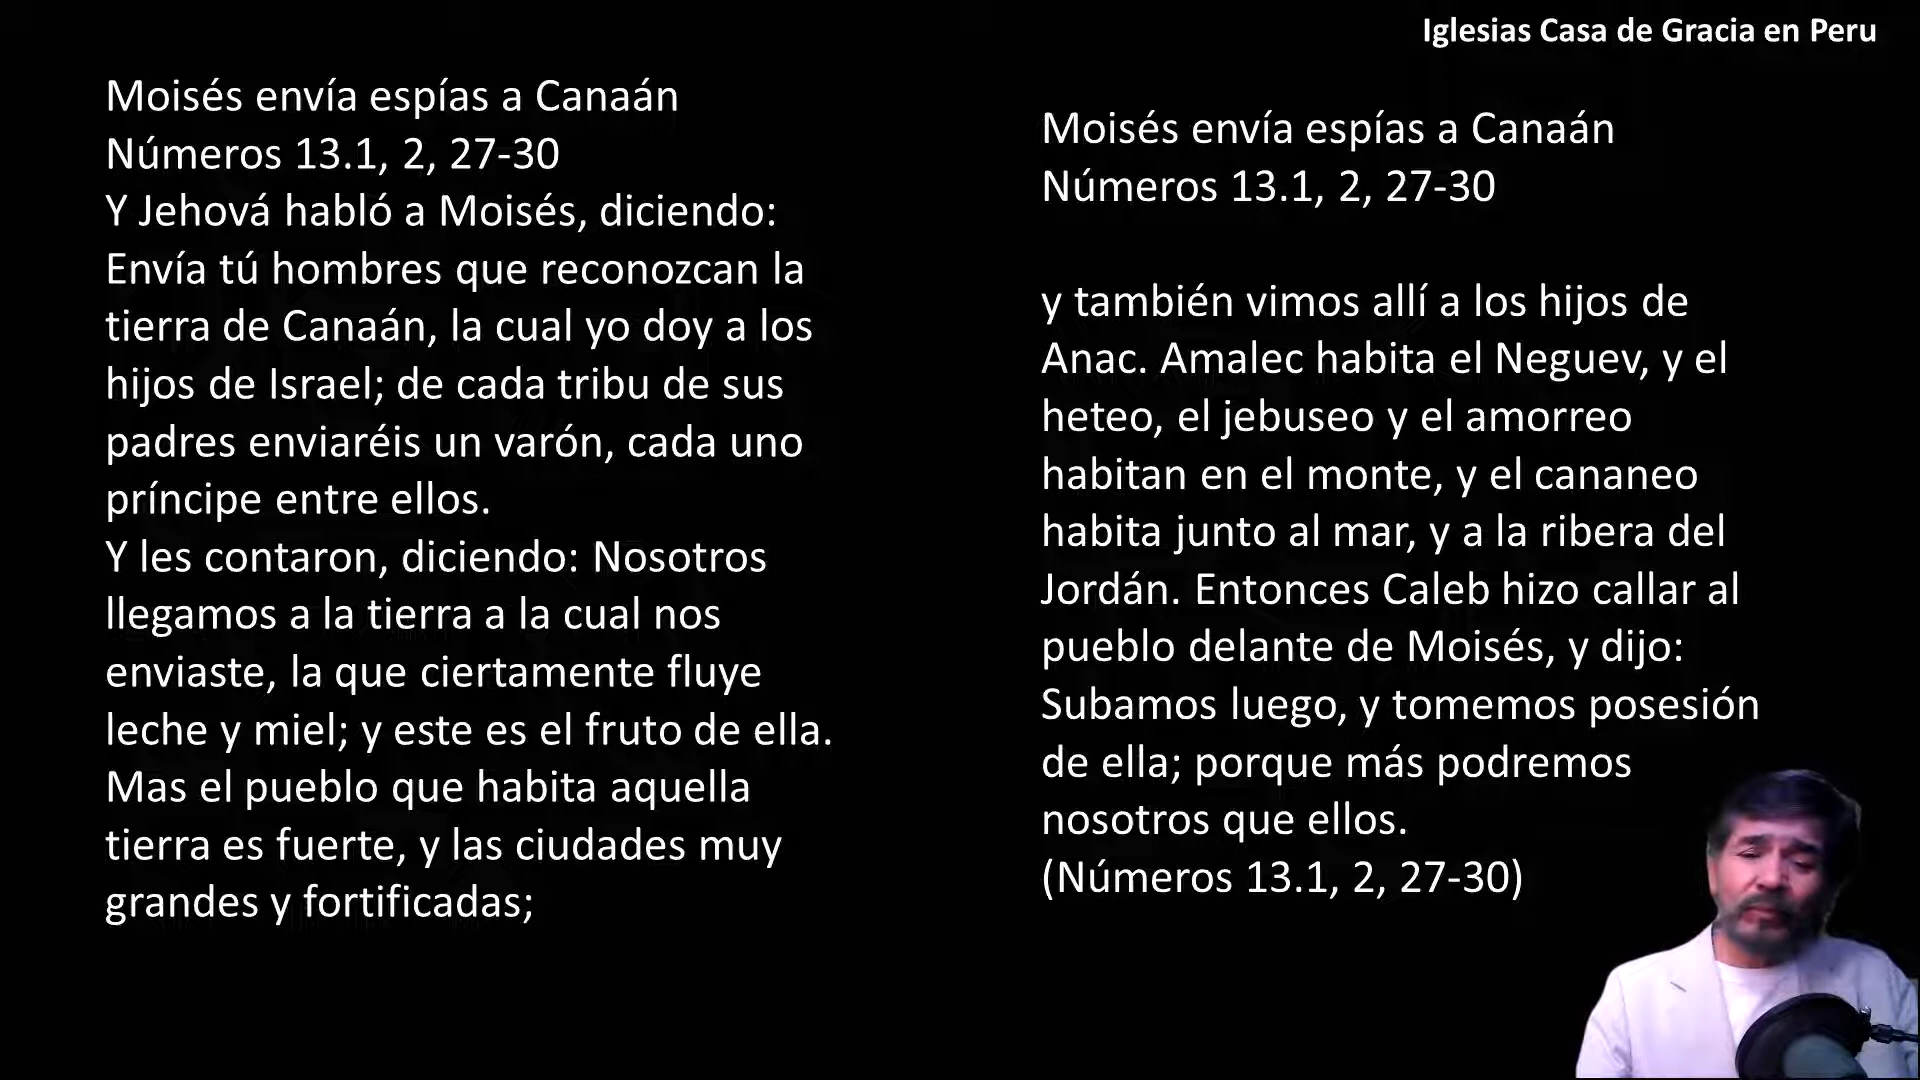 Iglesias Casa de Gracia en Peru
Moisés envía espías a Canaán
Números 13.1, 2, 27-30
Y Jehová habló a Moisés, diciendo:
Envía tú hombres que reconozcan la
tierra de Canaán, la cual yo doy a los
hijos de Israel; de cada tribu de sus
padres enviaréis un varón, cada uno
príncipe entre ellos.
Y les contaron, diciendo: Nosotros
llegamos a la tierra a la cual nos
enviaste, la que ciertamente fluye
leche y miel; y este es el fruto de ella.
Mas el pueblo que habita aquella
tierra es fuerte, y las ciudades muy
grandes y fortificadas;
Moisés envía espías a Canaán
Números 13.1, 2, 27-30
y también vimos allí a los hijos de
Anac. Amalec habita el Neguev, y el
heteo, el jebuseo y el amorreo
habitan en el monte, y el cananeo
habita junto al mar, y a la ribera del
Jordán. Entonces Caleb hizo callar al
pueblo delante de Moisés, y dijo:
Subamos luego, y tomemos posesión
de ella; porque más podremos
nosotros que ellos.
(Números 13.1, 2, 27-30)